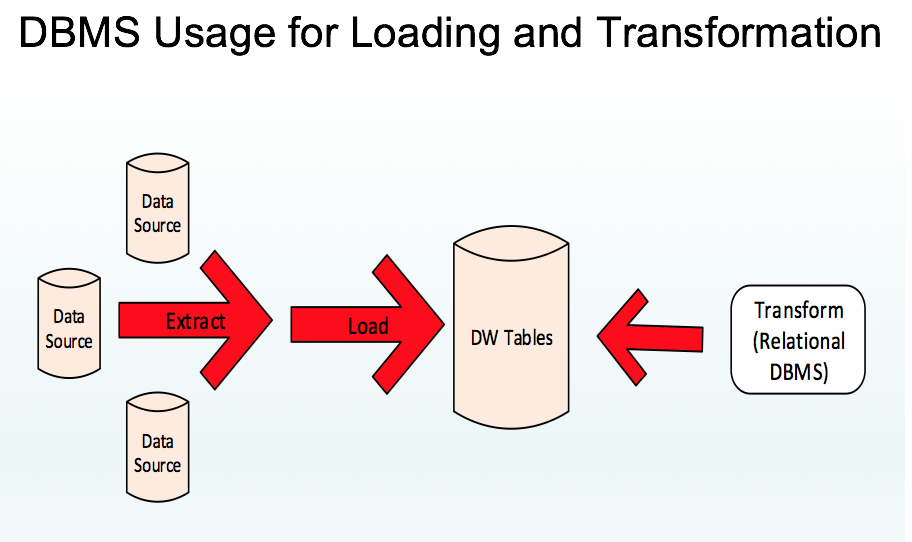 DBMS Usage for Loading and Transformation
Data
Source
Data
Source
Extract
Load
DW Tables
Transform
(Relational
DBMS)
Data
Source